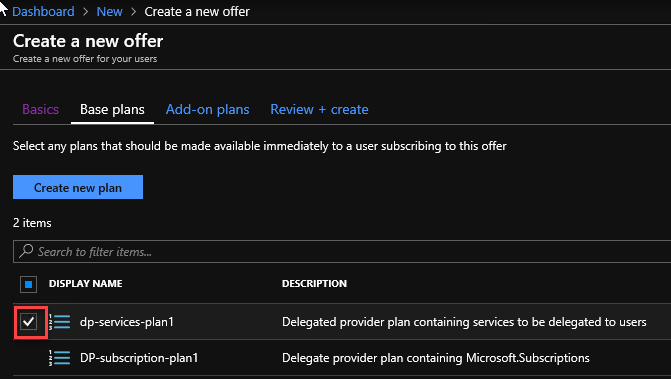 Dashboard > New > Create a new offer
Create a new offer
Create a new offer for your users
Basics Base plans Add-on plans Review + create
Select any plans that should be made available immediately to a user subscribing to this offer
Create new plan
2 items
Search to filter items...
DISPLAY NAME DESCRIPTION
dp-services-plan1 Delegated provider plan containing services to be delegated to users
DP-subscription-plan1 Delegate provider plan containing Microsoft.Subscriptions